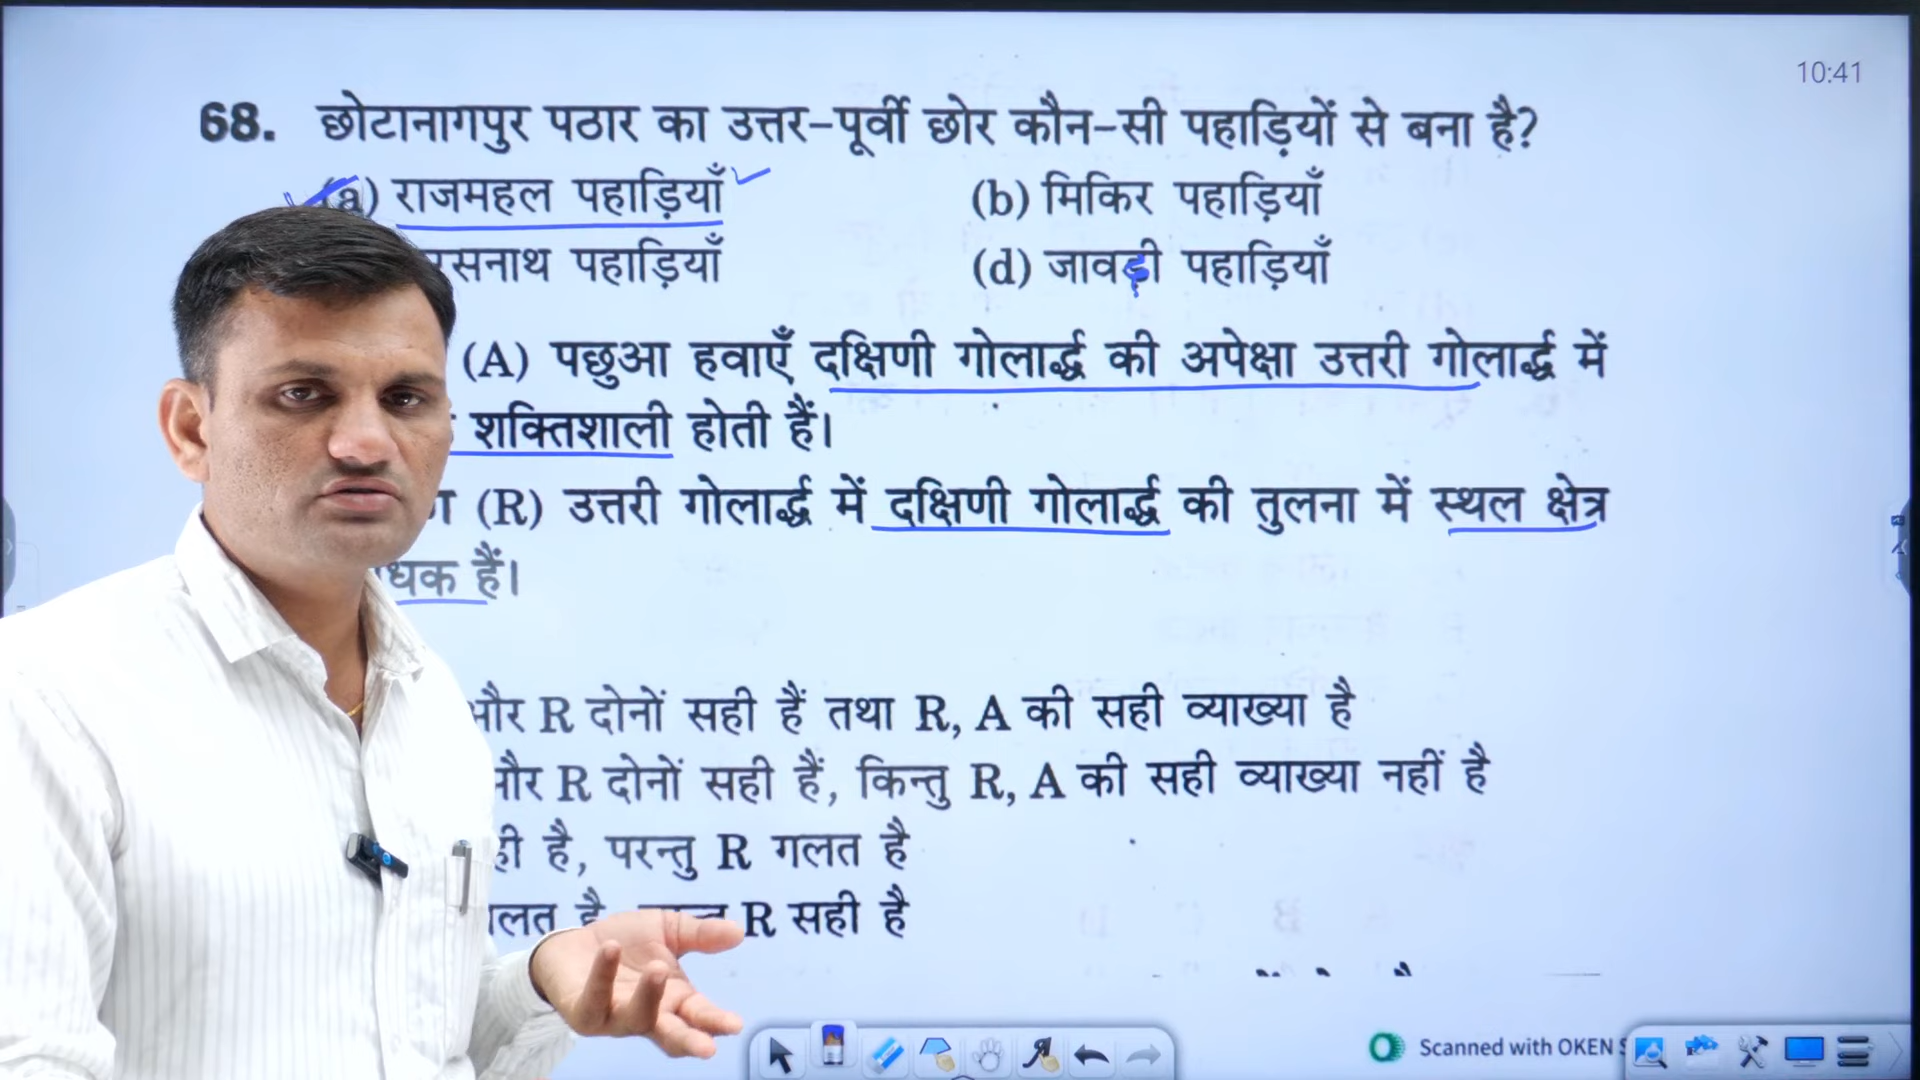 10:41
68. छोटानागपुर पठार का उत्तर-पूर्वी छोर कौन-सी पहाड़ियों से बना है?
(a) राजमहल पहाड़ियाँ (b) मिकिर पहाड़ियाँ
रसनाथ पहाड़ियाँ (d) जावड़ी पहाड़ियाँ
(A) पछुआ हवाएँ दक्षिणी गोलार्द्ध की अपेक्षा उत्तरी गोलार्द्ध में
शक्तिशाली होती हैं।
(R) उत्तरी गोलार्द्ध में दक्षिणी गोलार्द्ध की तुलना में स्थल क्षेत्र
धक हैं।
और R दोनों सही हैं तथा R, A की सही व्याख्या है
और R दोनों सही हैं, किन्तु R, A की सही व्याख्या नहीं है
ही है, परन्तु R गलत है
लत है R सही है
Scanned with OKEN S